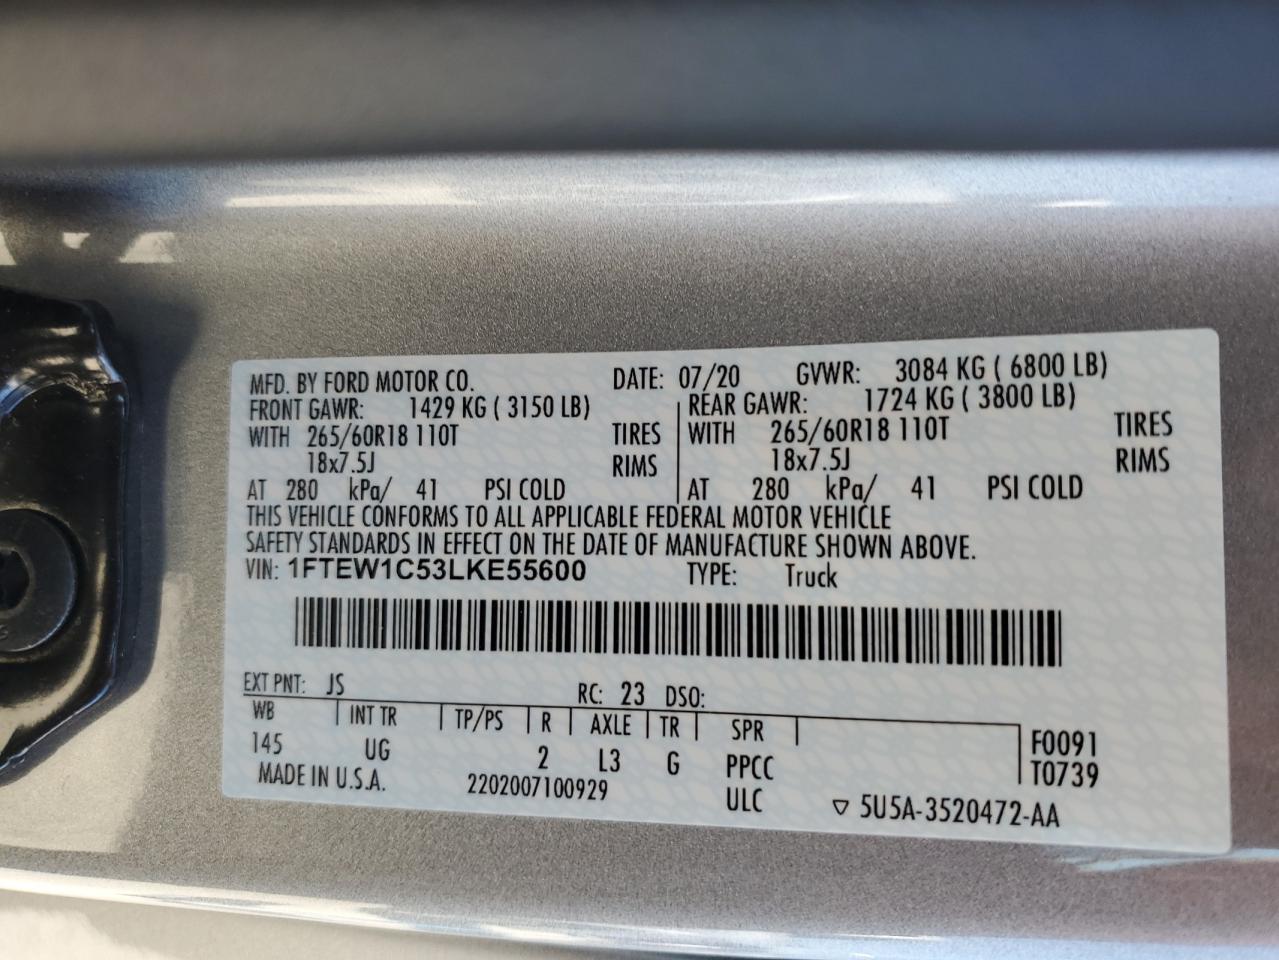 MFD. BY FORD MOTOR CO. DATE: 07/20 GVWR: 3084 KG ( 6800 LB)
FRONT GAWR: 1429 KG ( 3150 LB) REAR GAWR: 1724 KG ( 3800 LB)
WITH 265/60R18 110T TIRES WITH 265/60R18 110T TIRES
18x7.5J RIMS 18x7.5J RIMS
AT 280 kPa/ 41 PSI COLD AT 280 kPa/ 41 PSI COLD
THIS VEHICLE CONFORMS TO ALL APPLICABLE FEDERAL MOTOR VEHICLE
SAFETY STANDARDS IN EFFECT ON THE DATE OF MANUFACTURE SHOWN ABOVE.
VIN: 1FTEW1C53LKE55600 TYPE: Truck
EXT PNT: JS RC: 23 DSO:
WB INT TR TP/PS R AXLE TR SPR F0091
145 UG 2 L3 G PPCC T0739
MADE IN U.S.A. 2202007100929 ULC ▽ 5U5A-3520472-AA